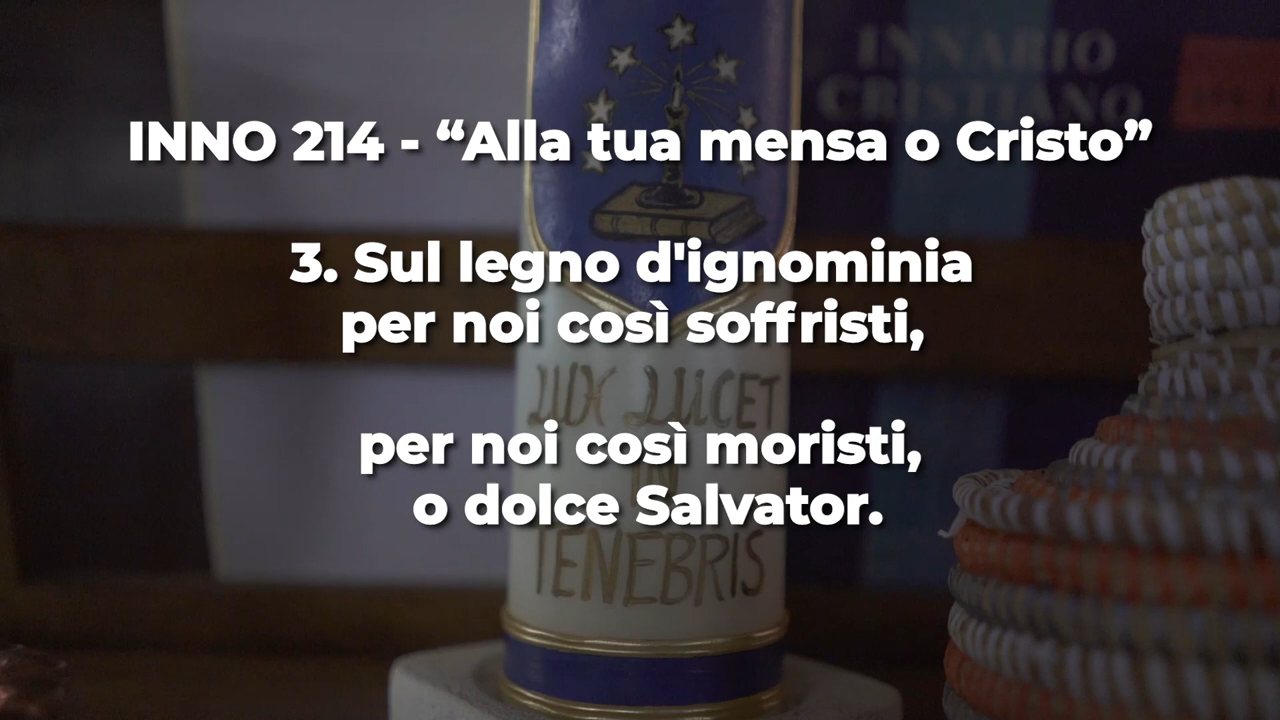 INNARIO
CRISTIANO
INNO 214 - “Alla tua mensa o Cristo”
3. Sul legno d'ignominia
per noi così soffristi,
LUX LUCET
per noi così moristi,
o dolce Salvator.
TENEBRIS